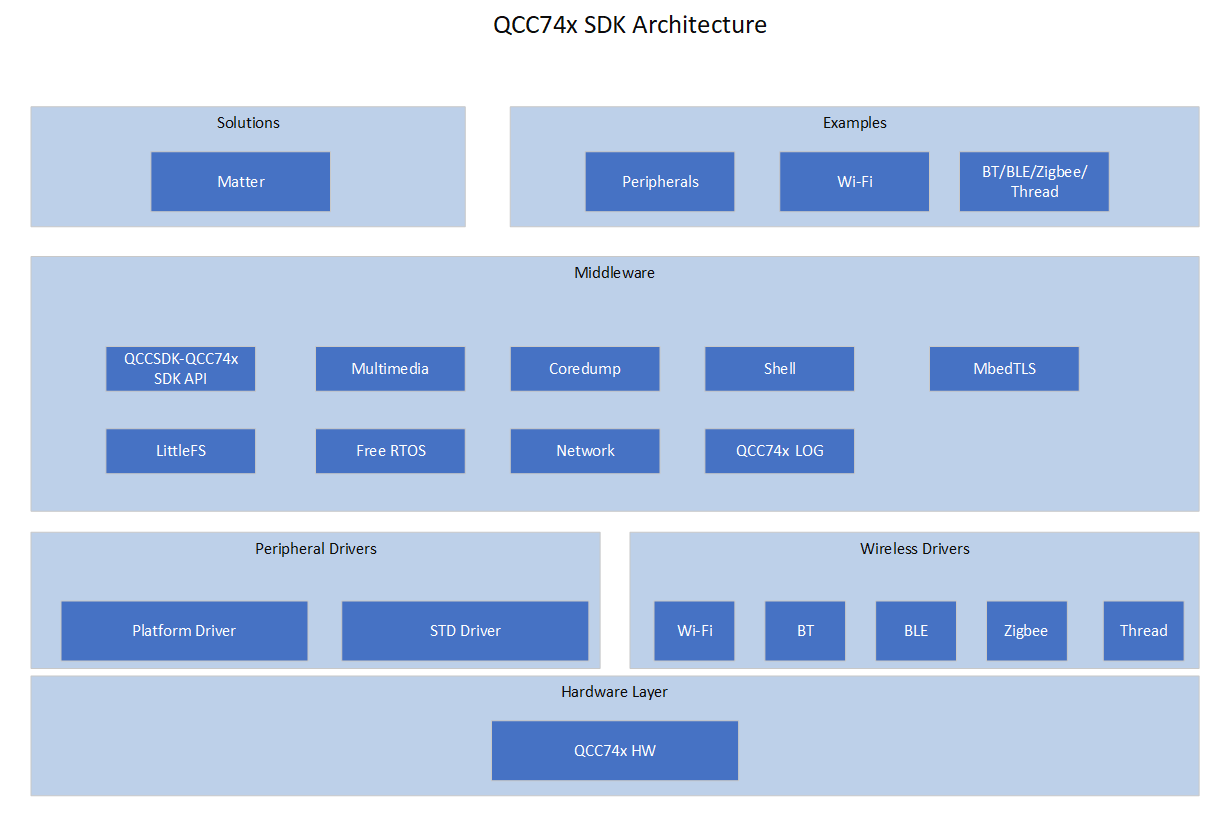 QCC74x SDK Architecture
Solutions
Matter
Examples
Peripherals
Wi-Fi
BT/BLE/Zigbee/
Thread
Middleware
QCCSDK-QCC74x
SDK API
Multimedia
Coredump
Shell
MbedTLS
LittleFS
Free RTOS
Network
QCC74x LOG
Peripheral Drivers
Platform Driver
STD Driver
Wireless Drivers
Wi-Fi
BT
BLE
Zigbee
Thread
Hardware Layer
QCC74x HW